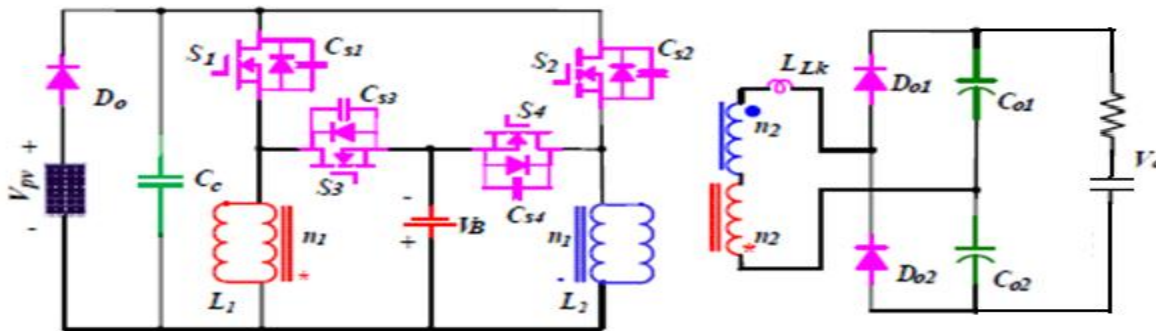 S1
Cs1
S2
Cs2
LLk
Do
Cs3
S4
Do1
Co1
n2
Vpv
+
-
Cc
S3
-
VB
+
Cs4
n1
*
L1
n1
-
L2
n2
*
Do2
Co2